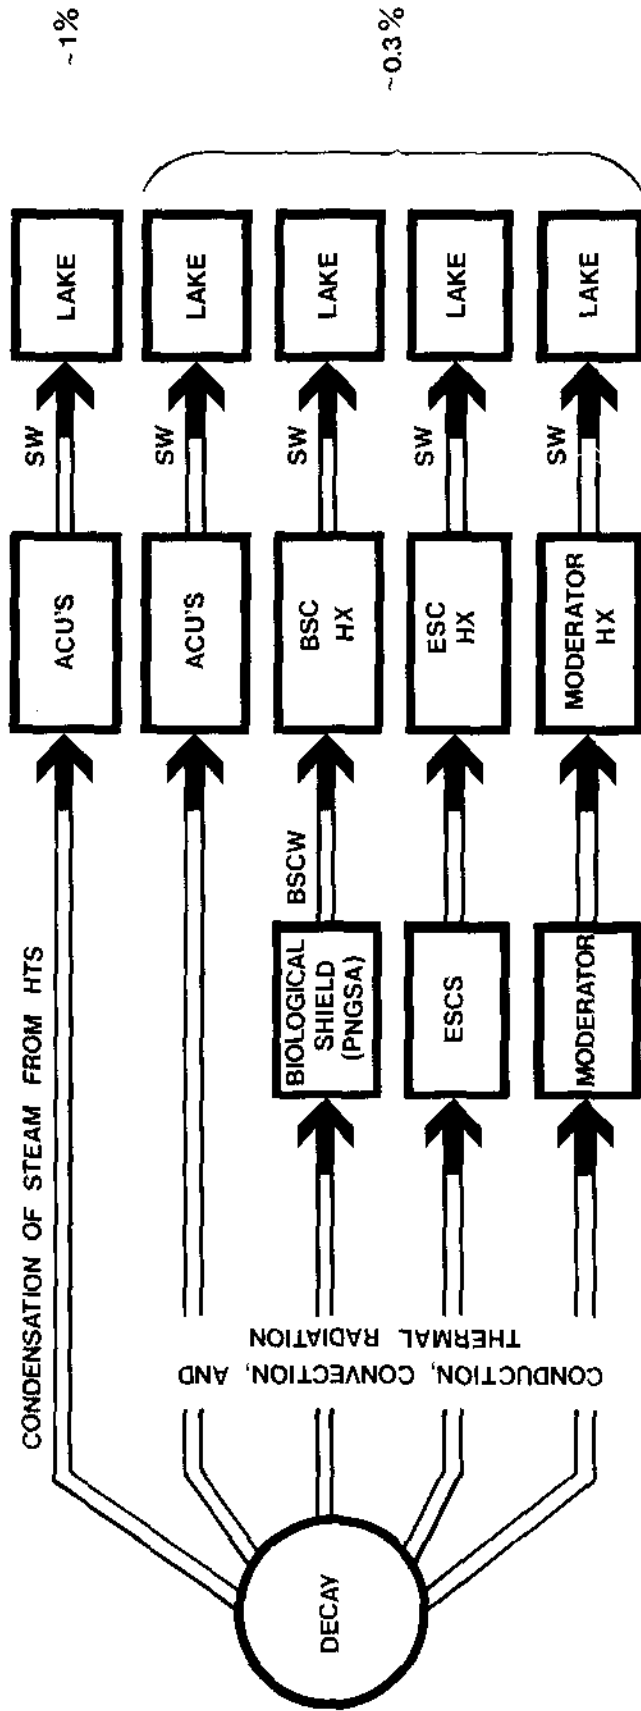 CONDENSATION OF STEAM FROM HTS
ACU'S
SW
LAKE
~1%
ACU'S
SW
LAKE
DECAY
CONDUCTION, CONVECTION, AND
THERMAL RADIATION
BIOLOGICAL
SHIELD
(PNGSA)
BSCW
BSC
HX
SW
LAKE
~0.3%
ESCS
ESC
HX
SW
LAKE
MODERATOR
MODERATOR
HX
SW
LAKE